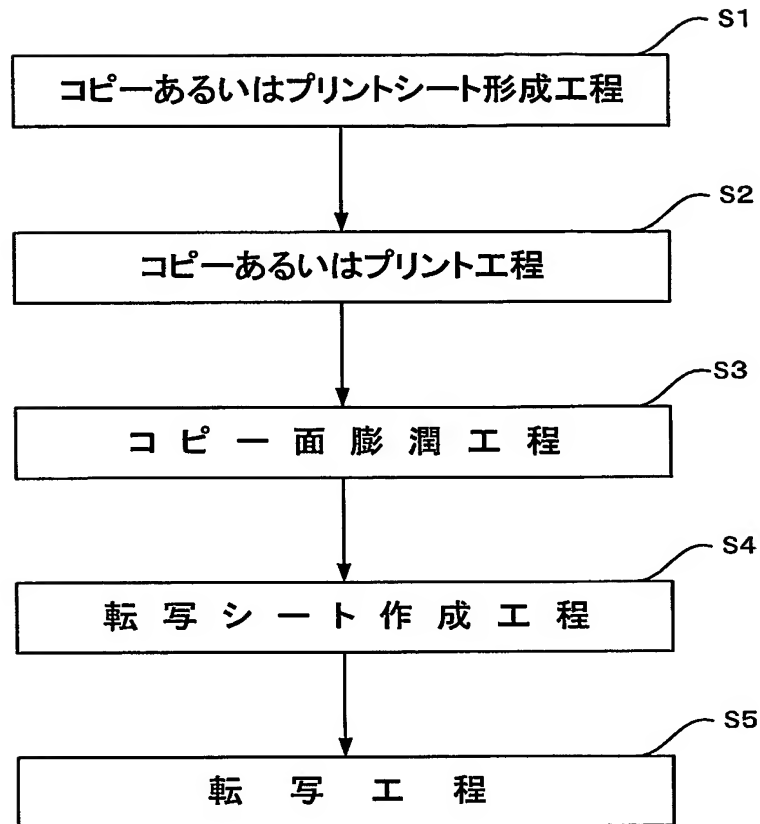 S1
コピーあるいはプリントシート形成工程
S2
コピーあるいはプリント工程
S3
コピー面膨潤工程
S4
転写シート作成工程
S5
転写工程